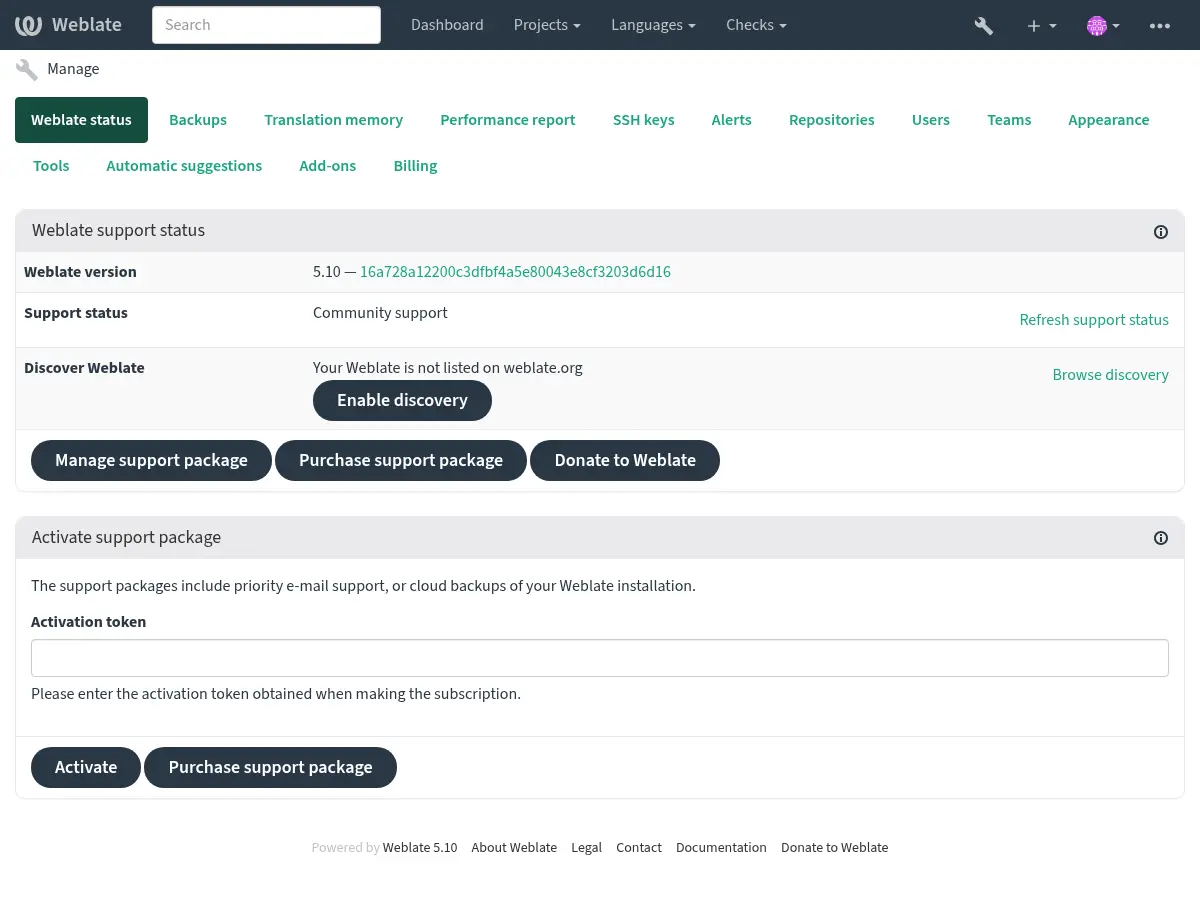 Weblate Search Dashboard Projects Languages Checks
Manage
Weblate status Backups Translation memory Performance report SSH keys Alerts Repositories Users Teams Appearance
Tools Automatic suggestions Add-ons Billing
Weblate support status
Weblate version 5.10 — 16a728a12200c3dfbf4a5e80043e8cf3203d6d16
Support status Community support Refresh support status
Discover Weblate Your Weblate is not listed on weblate.org Browse discovery
Enable discovery
Manage support package Purchase support package Donate to Weblate
Activate support package
The support packages include priority e-mail support, or cloud backups of your Weblate installation.
Activation token
Please enter the activation token obtained when making the subscription.
Activate Purchase support package
Powered by Weblate 5.10 About Weblate Legal Contact Documentation Donate to Weblate